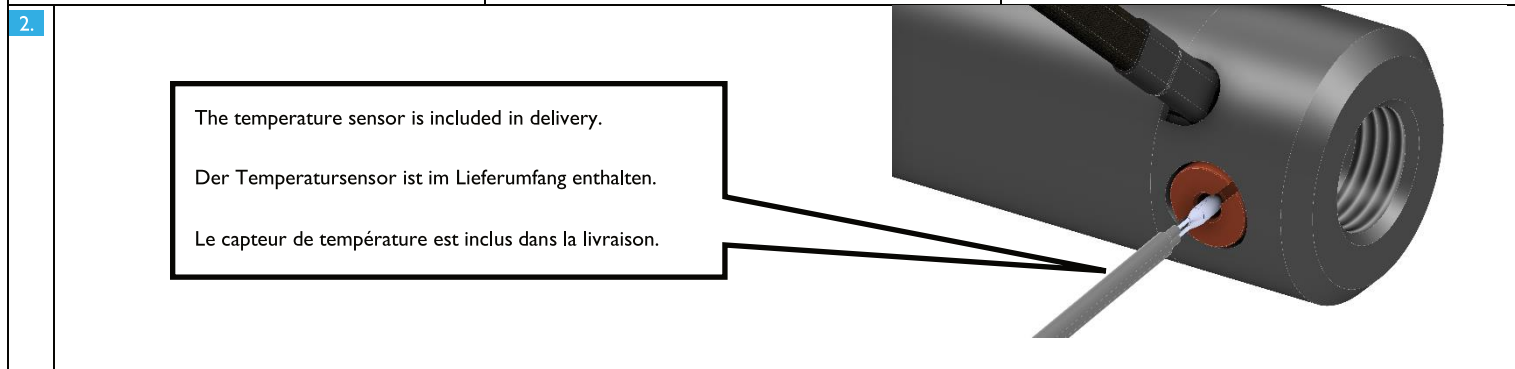 2.
The temperature sensor is included in delivery.
Der Temperatursensor ist im Lieferumfang enthalten.
Le capteur de température est inclus dans la livraison.